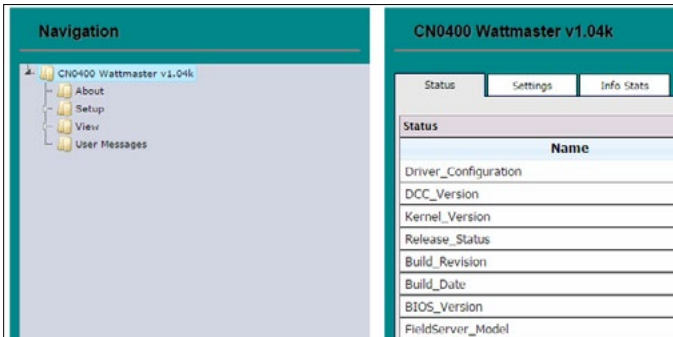 Navigation
CN0400 Wattmaster v1.04k
About
Setup
View
User Messages
CN0400 Wattmaster v1.04k
Status
Settings
Info Stats
Status
Name
Driver_Configuration
DCC_Version
Kernel_Version
Release_Status
Build_Revision
Build_Date
BIOS_Version
FieldServer_Model